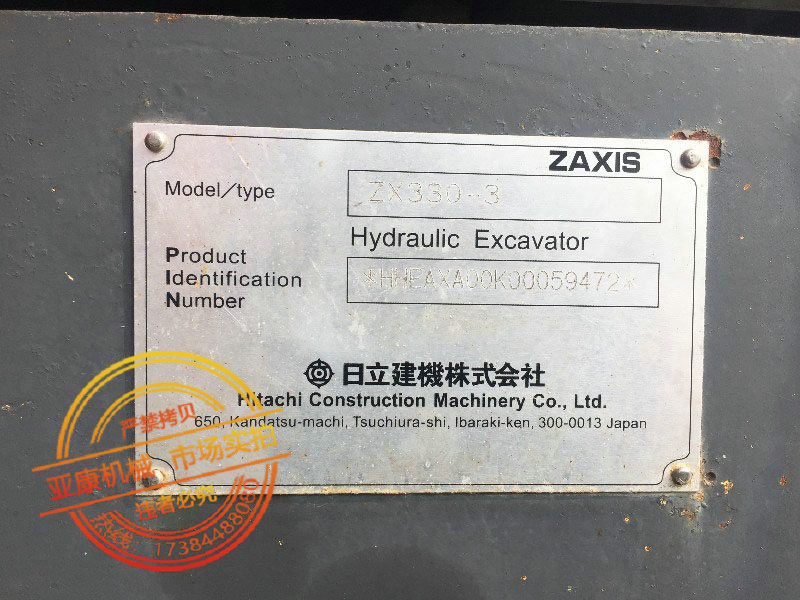 ZAXIS
Model/type
ZX330-3
Hydraulic Excavator
Product
Identification
Number
*HHEAXA00K00059472*
日立建機株式会社
Hitachi Construction Machinery Co., Ltd.
650, Kandatsu-machi, Tsuchiura-shi, Ibaraki-ken, 300-0013 Japan
严禁拷贝
亚康机械 市场实拍
违者必究
热线: 17384488060